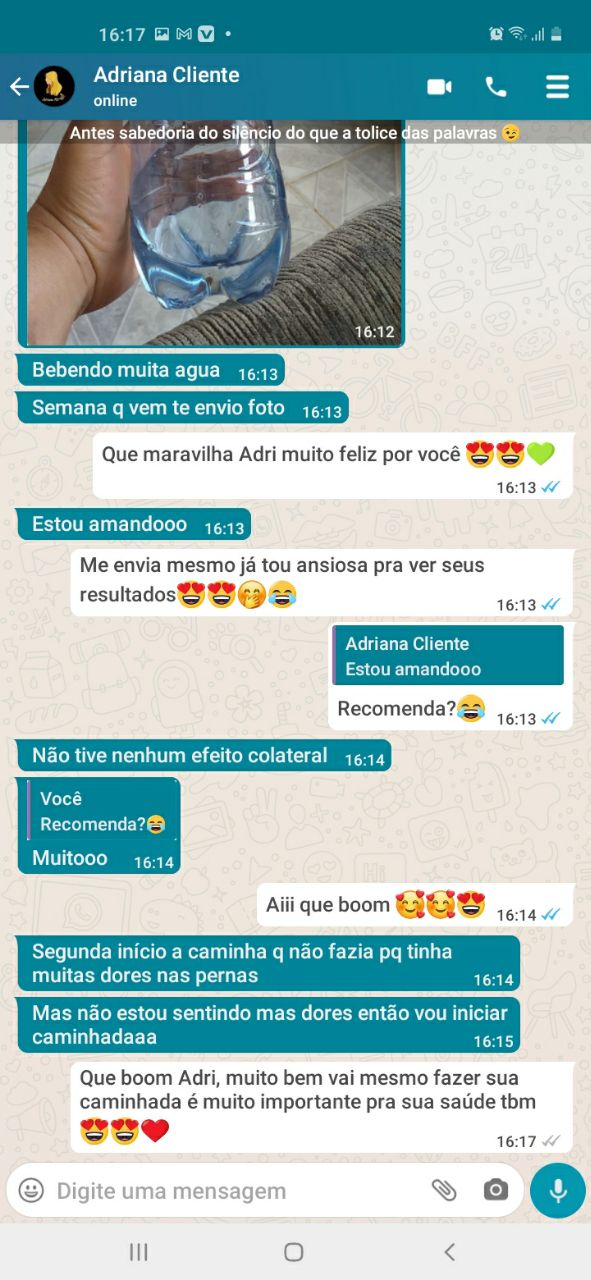 16:17
Adriana Cliente
online
Antes sabedoria do silêncio do que a tolice das palavras 😉
16:12
Bebendo muita agua 16:13
Semana q vem te envio foto 16:13
Que maravilha Adri muito feliz por você 😍😍💚
16:13
Estou amandooo 16:13
Me envia mesmo já tou ansiosa pra ver seus
resultados😍😍🤭😂
16:13
Adriana Cliente
Estou amandooo
Recomenda?😂 16:13
Não tive nenhum efeito colateral 16:14
Você
Recomenda?😂
Muitooo 16:14
Aiii que boom 🥰🥰😍 16:14
Segunda início a caminha q não fazia pq tinha
muitas dores nas pernas 16:14
Mas não estou sentindo mas dores então vou iniciar
caminhadaaa 16:15
Que boom Adri, muito bem vai mesmo fazer sua
caminhada é muito importante pra sua saúde tbm
😍😍❤️ 16:17
Digite uma mensagem